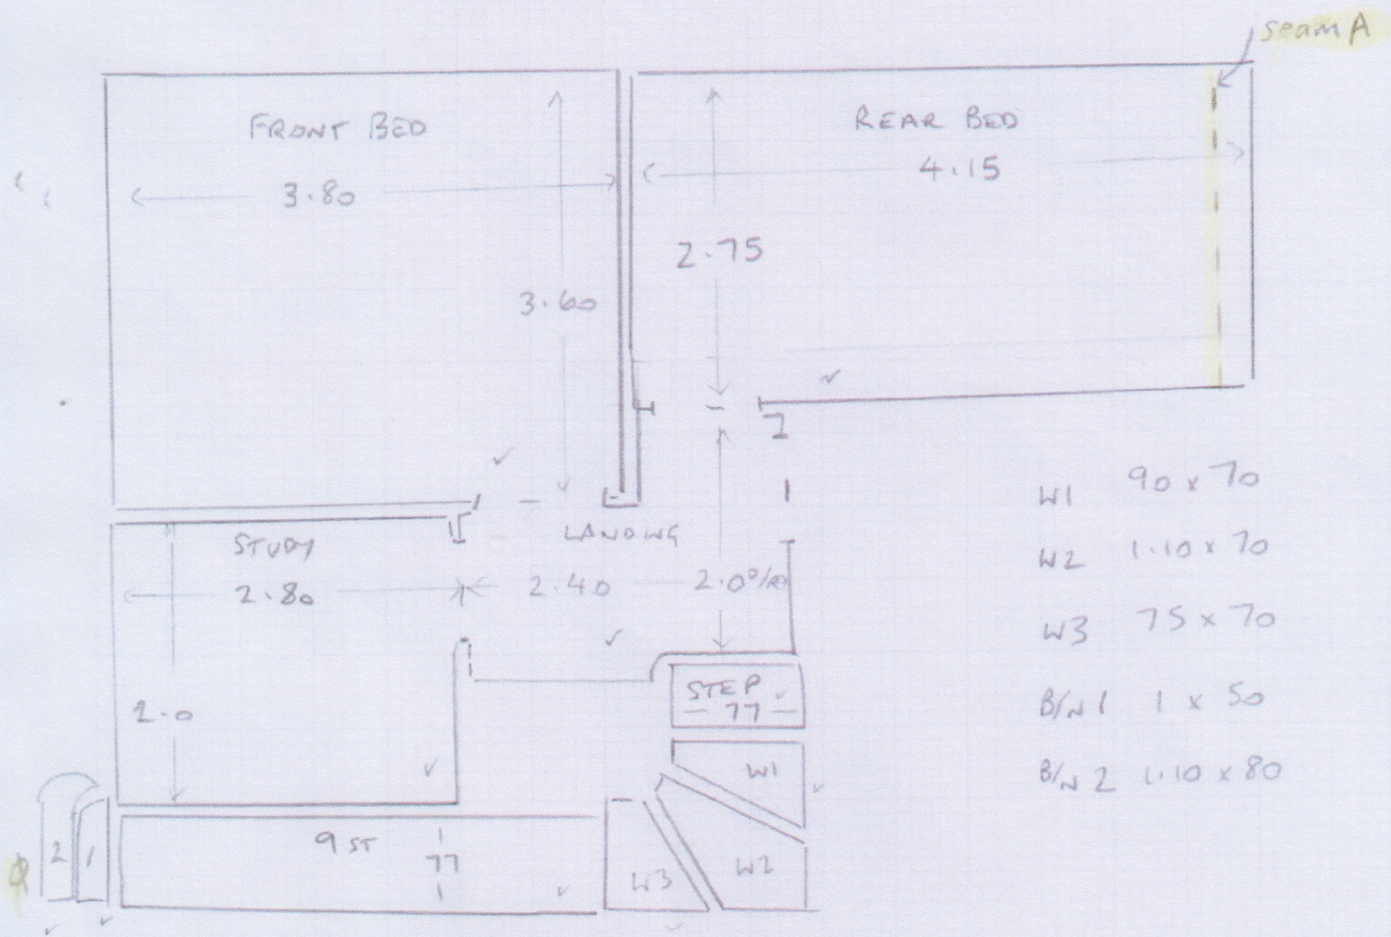 seam A
FRONT BED
REAR BED
3.80
4.15
2.75
3.60
LANDING
STUDY
2.80
2.40
2.0
2.0
STEP
77
W1
W2
W3
9 ST
77
2
1
W1 90 x 70
W2 1.10 x 70
W3 75 x 70
B/N 1 1 x 50
B/N 2 1.10 x 80